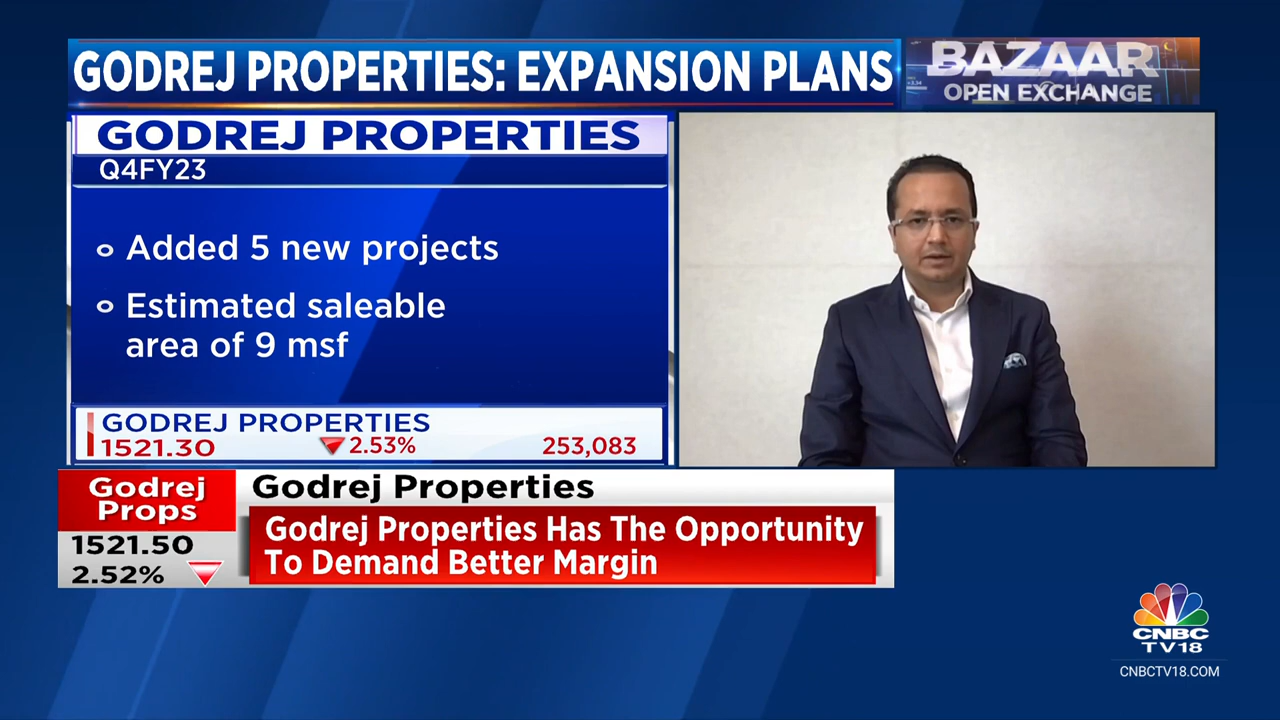 GODREJ PROPERTIES: EXPANSION PLANS
BAZAAR
OPEN EXCHANGE
GODREJ PROPERTIES
Q4FY23
Added 5 new projects
Estimated saleable
area of 9 msf
GODREJ PROPERTIES
1521.30 ▼ 2.53% 253,083
Godrej
Props
1521.50
2.52% ▼
Godrej Properties
Godrej Properties Has The Opportunity
To Demand Better Margin
CNBC
TV18
CNBCTV18.COM